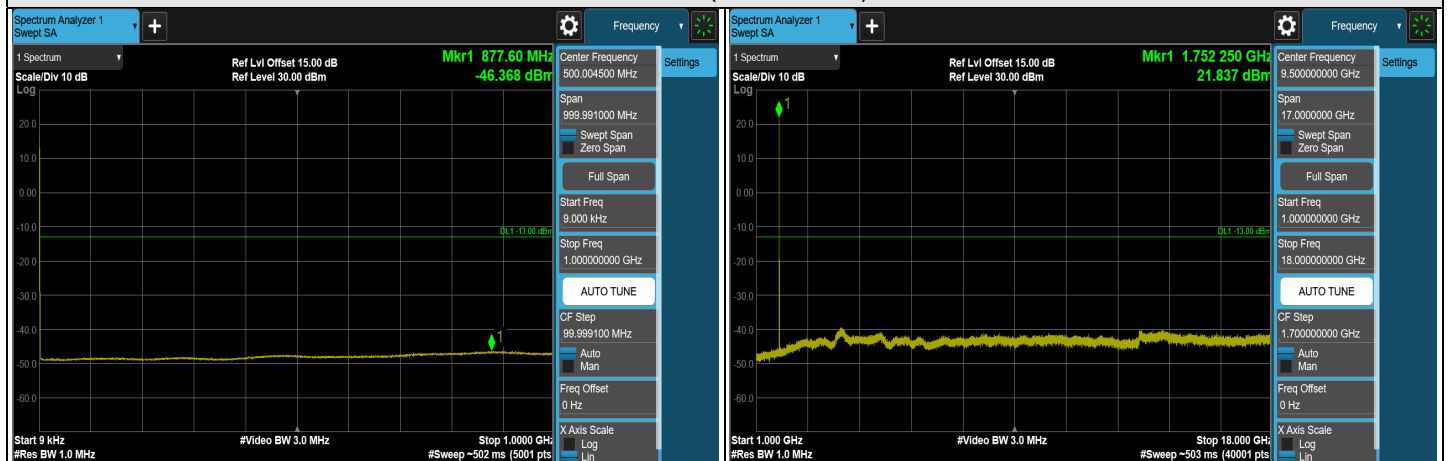 Spectrum Analyzer 1
Swept SA
+
Frequency
1 Spectrum
Scale/Div 10 dB
Log
Ref Lvl Offset 15.00 dB
Ref Level 30.00 dBm
Mkr1 877.60 MHz
-46.368 dBm
20.0
10.0
0.00
-10.0
-20.0
-30.0
-40.0
-50.0
-60.0
DL1 -13.00 dBm
1
Start 9 kHz
#Res BW 1.0 MHz
#Video BW 3.0 MHz
Stop 1.0000 GHz
#Sweep ~502 ms (5001 pts
Center Frequency
500.004500 MHz
Span
999.991000 MHz
Swept Span
Zero Span
Full Span
Start Freq
9.000 kHz
Stop Freq
1.000000000 GHz
AUTO TUNE
CF Step
99.999100 MHz
Auto
Man
Freq Offset
0 Hz
X Axis Scale
Log
Lin
Settings
Spectrum Analyzer 1
Swept SA
+
Frequency
1 Spectrum
Scale/Div 10 dB
Log
Ref Lvl Offset 15.00 dB
Ref Level 30.00 dBm
Mkr1 1.752 250 GHz
21.837 dBm
20.0
10.0
0.00
-10.0
-20.0
-30.0
-40.0
-50.0
-60.0
DL1 -13.00 dBm
1
Start 1.000 GHz
#Res BW 1.0 MHz
#Video BW 3.0 MHz
Stop 18.000 GHz
#Sweep ~503 ms (40001 pts
Center Frequency
9.500000000 GHz
Span
17.0000000 GHz
Swept Span
Zero Span
Full Span
Start Freq
1.000000000 GHz
Stop Freq
18.000000000 GHz
AUTO TUNE
CF Step
1.700000000 GHz
Auto
Man
Freq Offset
0 Hz
X Axis Scale
Log
Lin
Settings